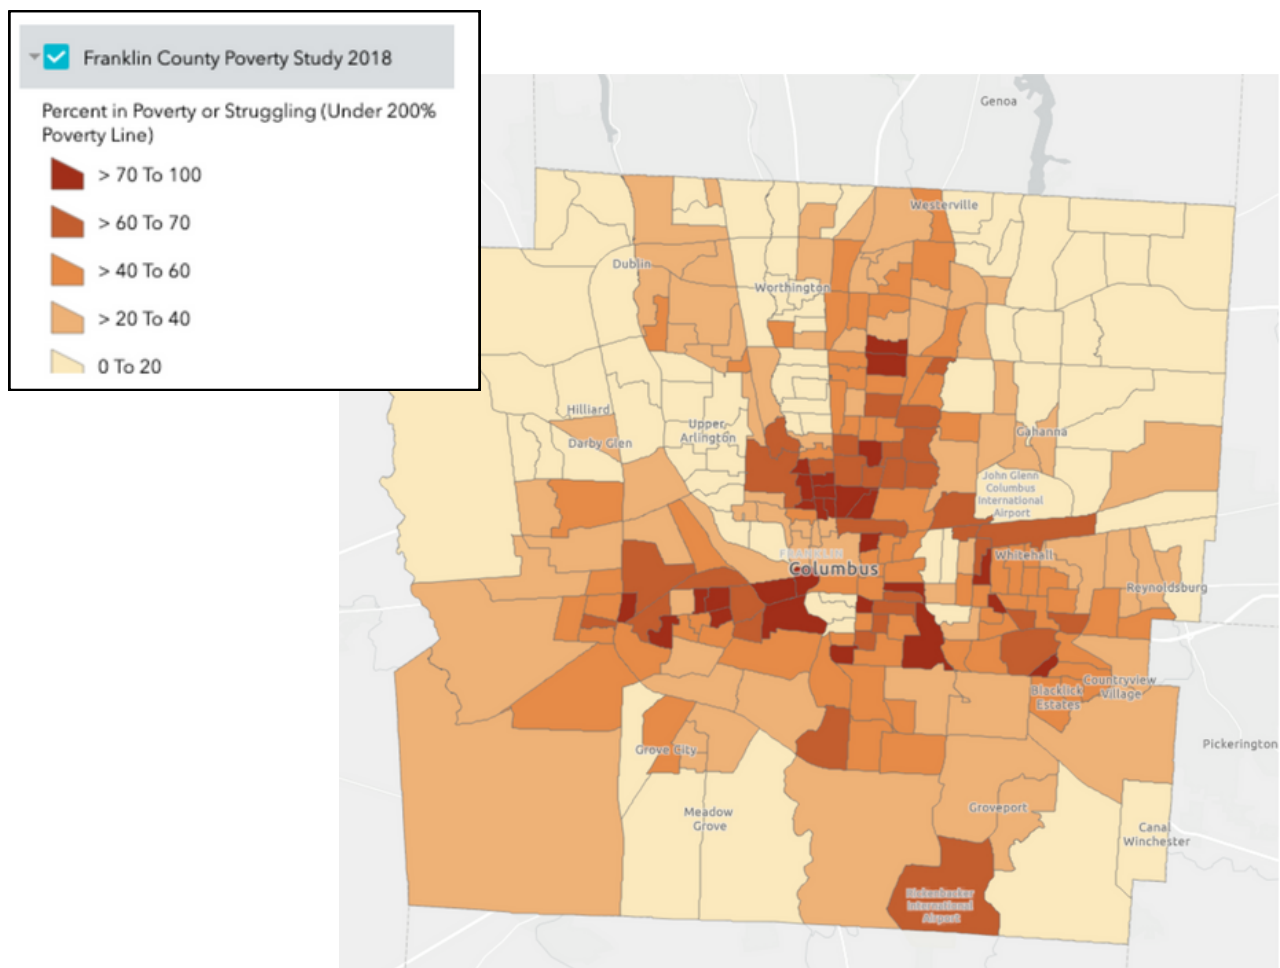 Franklin County Poverty Study 2018
Percent in Poverty or Struggling (Under 200%
Poverty Line)
> 70 To 100
> 60 To 70
> 40 To 60
> 20 To 40
0 To 20
Genoa
Westerville
Dublin
Worthington
Hilliard
Upper
Arlington
Darby Glen
Gahanna
John Glenn
Columbus
International
Airport
FRANKLIN
Columbus
Whitehall
Reynoldsburg
Countryview
Village
Blacklick
Estates
Pickerington
Grove City
Meadow
Grove
Groveport
Canal
Winchester
Rickenbacker
International
Airport